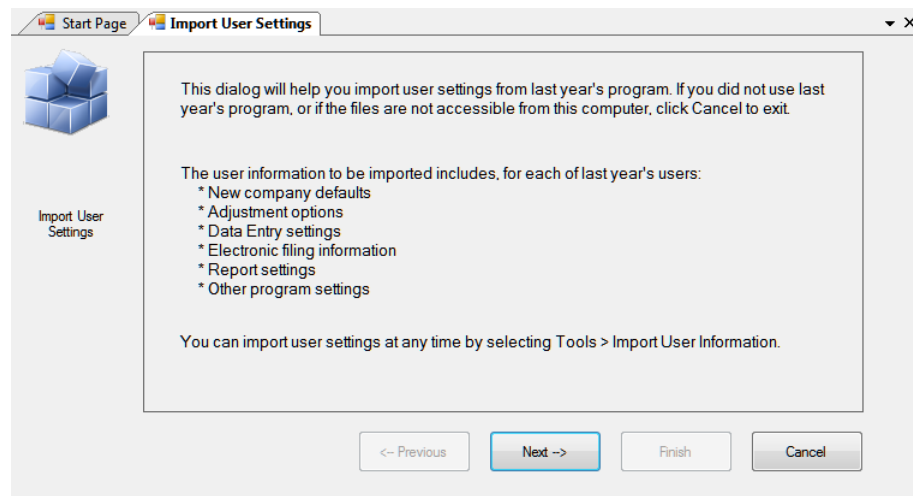 Start Page
Import User Settings
This dialog will help you import user settings from last year's program. If you did not use last
year's program, or if the files are not accessible from this computer, click Cancel to exit.
The user information to be imported includes, for each of last year's users:
* New company defaults
* Adjustment options
* Data Entry settings
* Electronic filing information
* Report settings
* Other program settings
Import User
Settings
You can import user settings at any time by selecting Tools > Import User Information.
<-- Previous
Next -->
Finish
Cancel